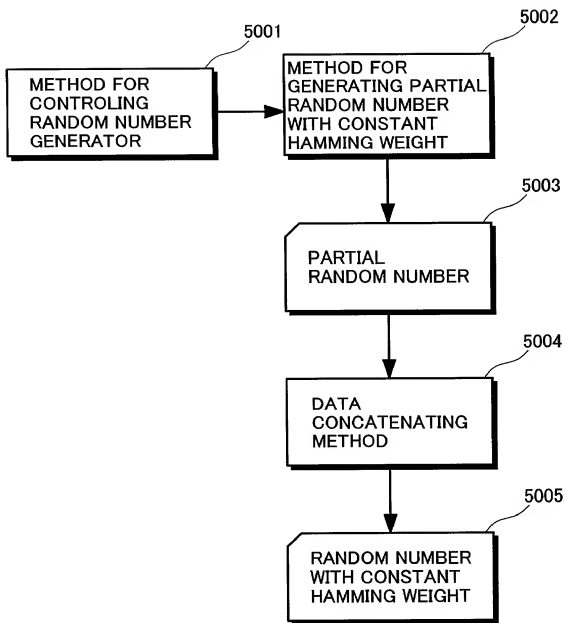 5001
METHOD FOR
CONTROLING
RANDOM NUMBER
GENERATOR
5002
METHOD FOR
GENERATING PARTIAL
RANDOM NUMBER
WITH CONSTANT
HAMMING WEIGHT
5003
PARTIAL
RANDOM NUMBER
5004
DATA
CONCATENATING
METHOD
5005
RANDOM NUMBER
WITH CONSTANT
HAMMING WEIGHT